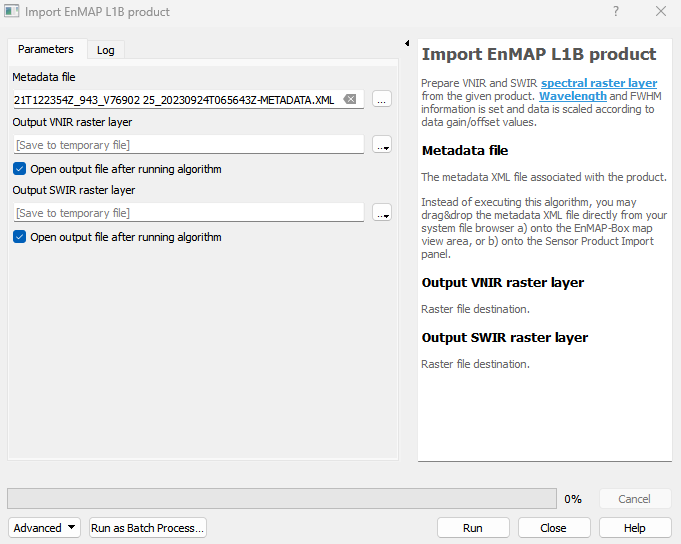 Import EnMAP L1B product
?
Parameters
Log
Metadata file
21T122354Z_943_V76902 25_20230924T065643Z-METADATA.XML
...
Output VNIR raster layer
[Save to temporary file]
...
Open output file after running algorithm
Output SWIR raster layer
[Save to temporary file]
...
Open output file after running algorithm
Import EnMAP L1B product
Prepare VNIR and SWIR spectral raster layer
from the given product. Wavelength and FWHM
information is set and data is scaled according to
data gain/offset values.
Metadata file
The metadata XML file associated with the product.
Instead of executing this algorithm, you may
drag&drop the metadata XML file directly from your
system file browser a) onto the EnMAP-Box map
view area, or b) onto the Sensor Product Import
panel.
Output VNIR raster layer
Raster file destination.
Output SWIR raster layer
Raster file destination.
0%
Cancel
Advanced
Run as Batch Process...
Run
Close
Help